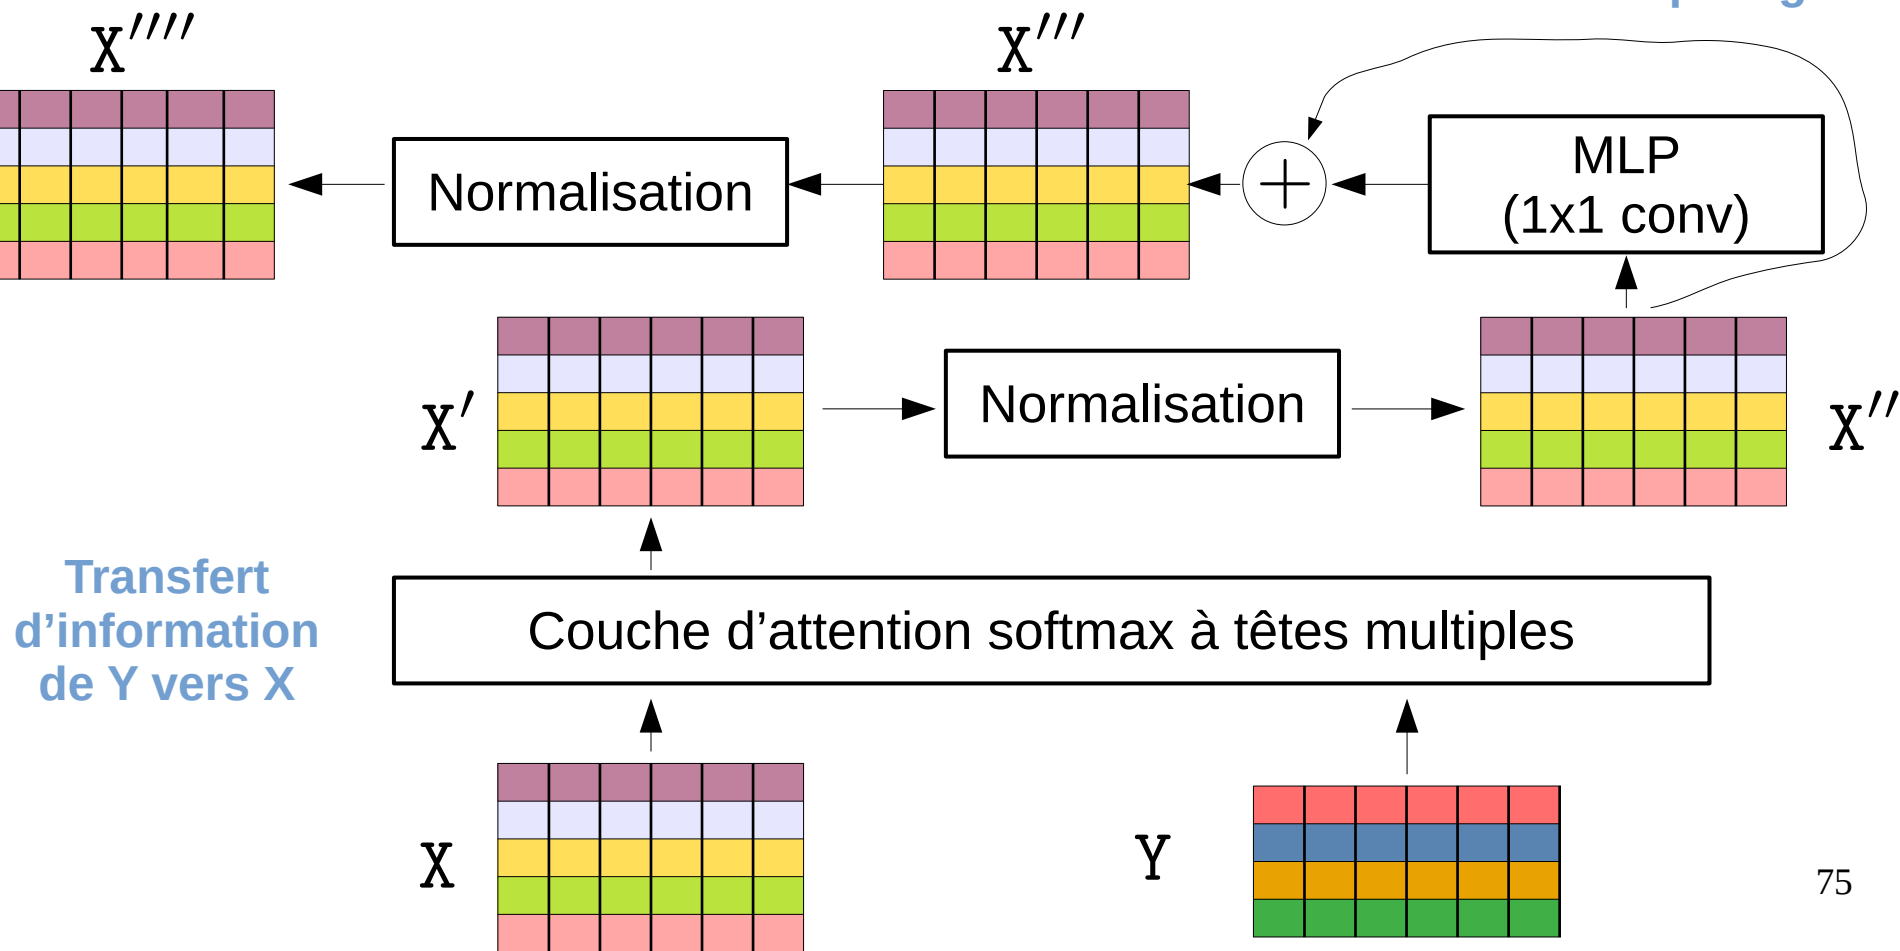 X′′′′
X′′′
Normalisation
MLP
(1x1 conv)
X′
Normalisation
X′′
Transfert
d’information
de Y vers X
Couche d’attention softmax à têtes multiples
X
Y
75